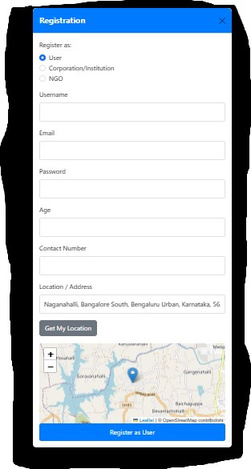 Registration
Register as:
User
Corporation/Institution
NGO
Username
Email
Password
Age
Contact Number
Location / Address
Naganahalli, Bangalore South, Bengaluru Urban, Karnataka, 56
Get My Location
+
−
Leaflet | © OpenStreetMap contributors
Register as User